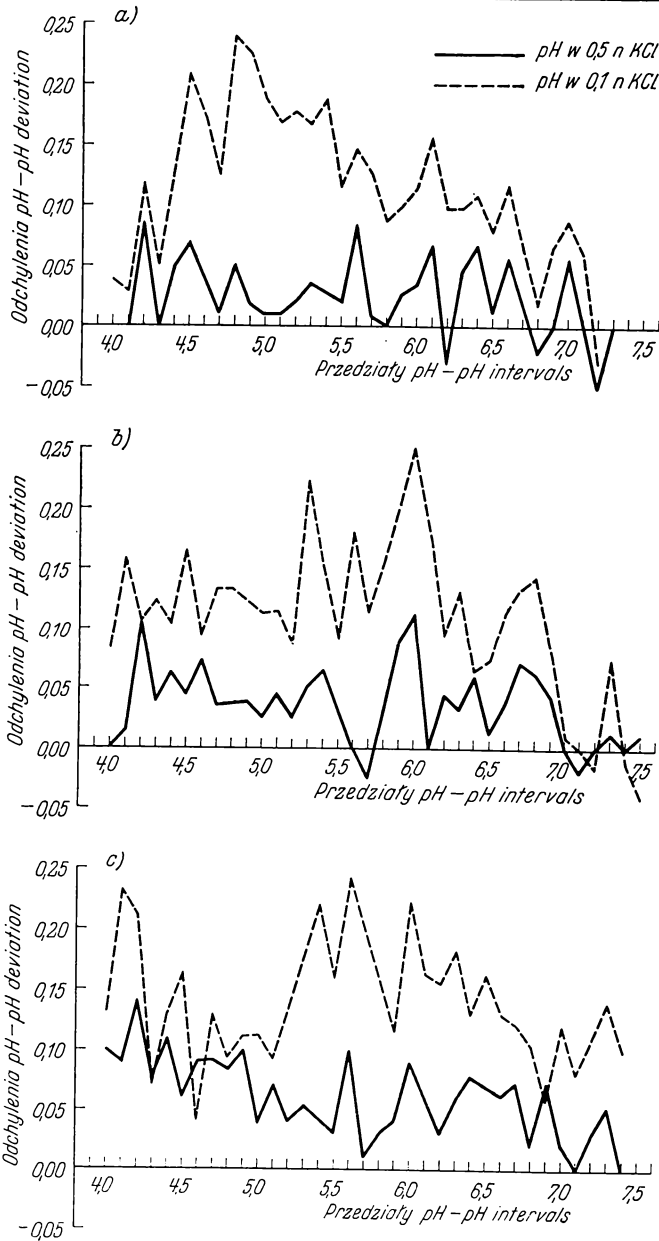 a)
pH w 0,5 n KCl
pH w 0,1 n KCl
Odchylenia pH–pH deviation
0,25
0,20
0,15
0,10
0,05
0,00
−0,05
4,0 4,5 5,0 5,5 6,0 6,5 7,0 7,5
Przedziały pH–pH intervals
b)
Odchylenia pH–pH deviation
0,25
0,20
0,15
0,10
0,05
0,00
−0,05
4,0 4,5 5,0 5,5 6,0 6,5 7,0 7,5
Przedziały pH–pH intervals
c)
Odchylenia pH–pH deviation
0,25
0,20
0,15
0,10
0,05
0,00
−0,05
4,0 4,5 5,0 5,5 6,0 6,5 7,0 7,5
Przedziały pH–pH intervals